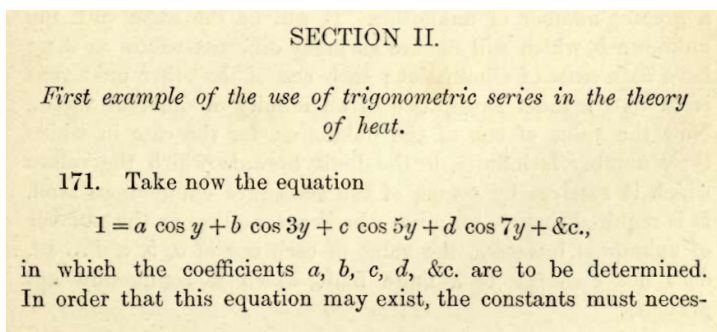 SECTION II.
First example of the use of trigonometric series in the theory
of heat.
171. Take now the equation
1 = a cos y + b cos 3y + c cos 5y + d cos 7y + &c.,
in which the coefficients a, b, c, d, &c. are to be determined.
In order that this equation may exist, the constants must neces-